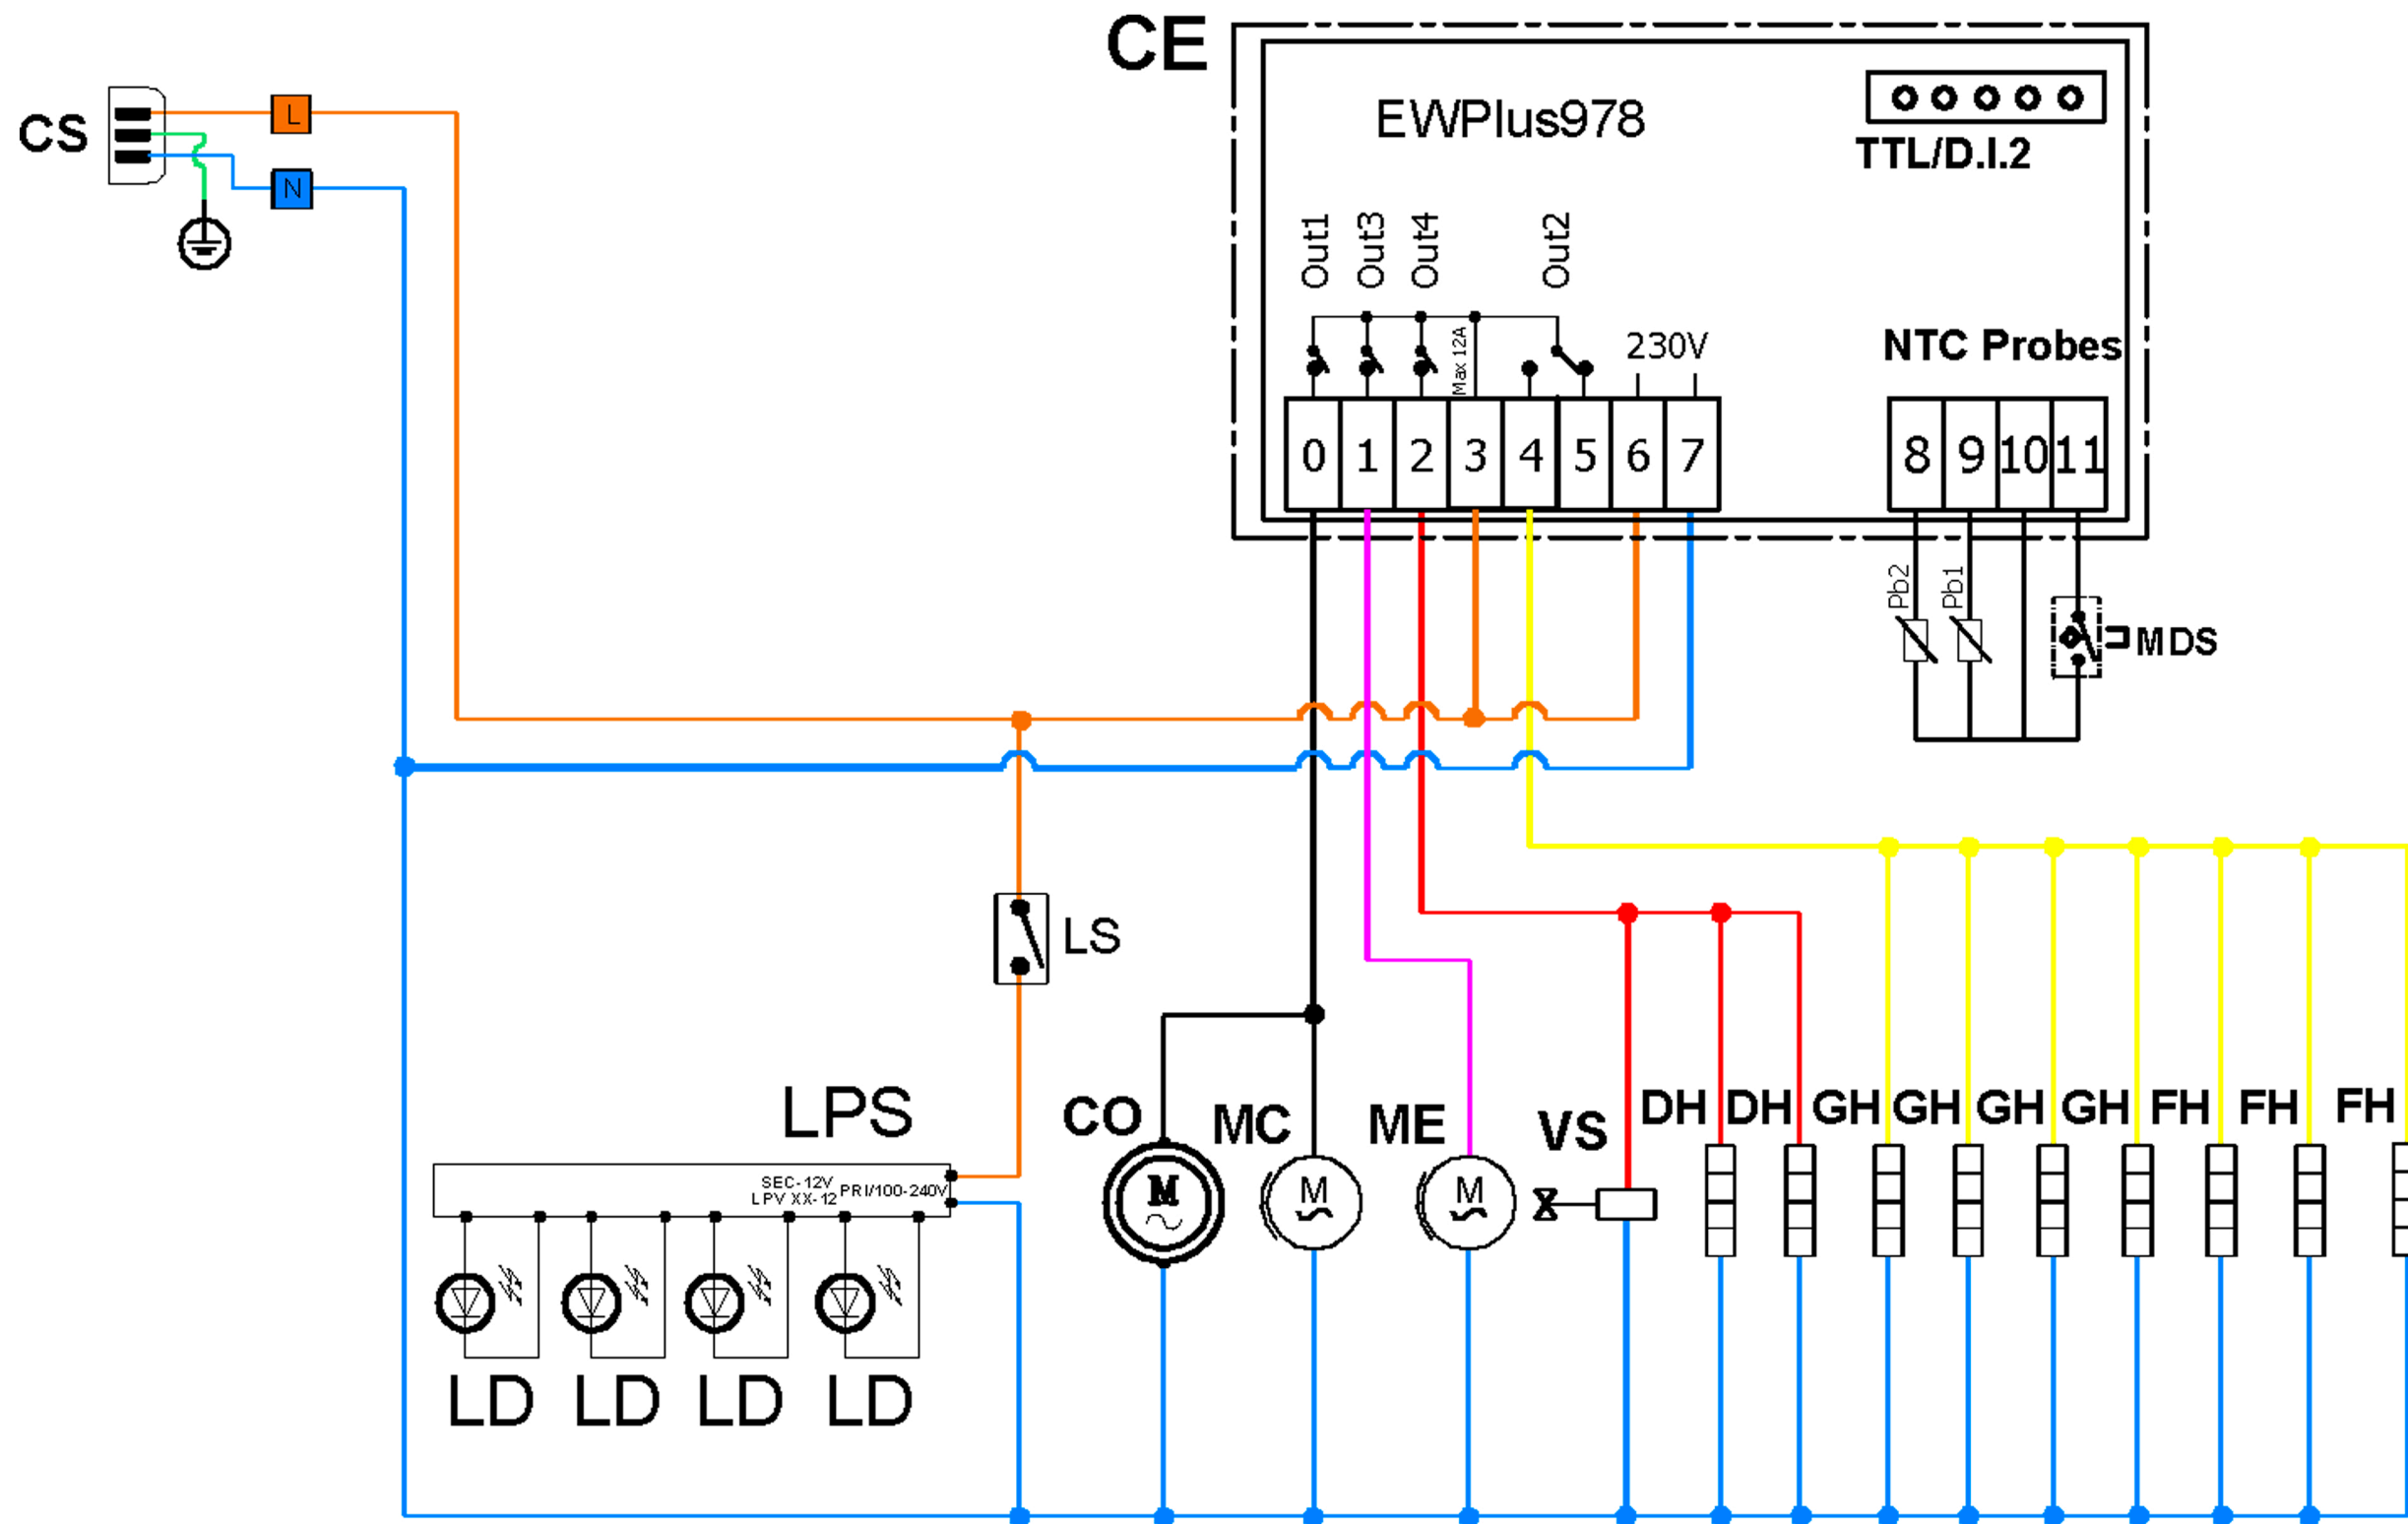 CE
EWPlus978
TTL/D.I.2
CS
L
N
Out1
Out3
Out4
Out2
Max 12A
230V
NTC Probes
0 1 2 3 4 5 6 7
8 9 10 11
Pb2
Pb1
MDS
LS
LPS
SEC-12V
LPV XX-12
PRI/100-240V
CO MC ME VS DH DH GH GH GH GH FH FH FH
M M M
LD LD LD LD